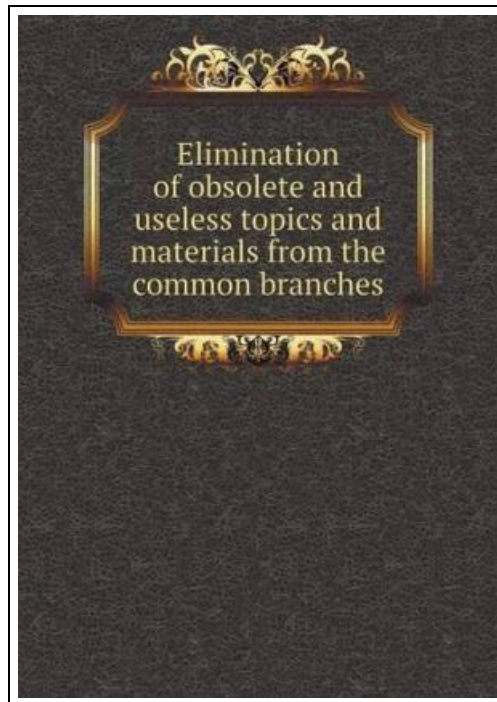 Elimination
of obsolete and
useless topics and
materials from the
common branches